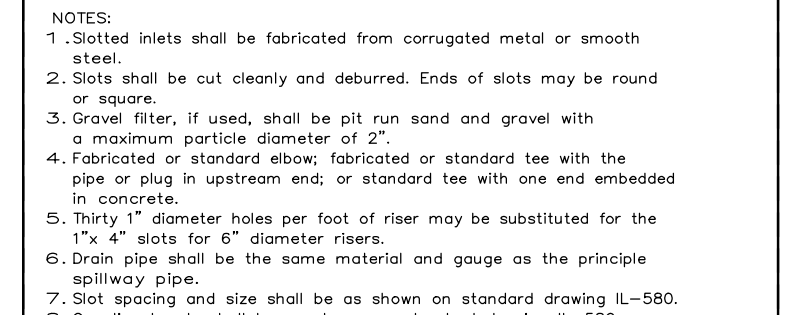 NOTES:
1 .Slotted inlets shall be fabricated from corrugated metal or smooth
steel.
2. Slots shall be cut cleanly and deburred. Ends of slots may be round
or square.
3. Gravel filter, if used, shall be pit run sand and gravel with
a maximum particle diameter of 2".
4. Fabricated or standard elbow; fabricated or standard tee with the
pipe or plug in upstream end; or standard tee with one end embedded
in concrete.
5. Thirty 1" diameter holes per foot of riser may be substituted for the
1"x 4" slots for 6" diameter risers.
6. Drain pipe shall be the same material and gauge as the principle
spillway pipe.
7. Slot spacing and size shall be as shown on standard drawing IL-580.